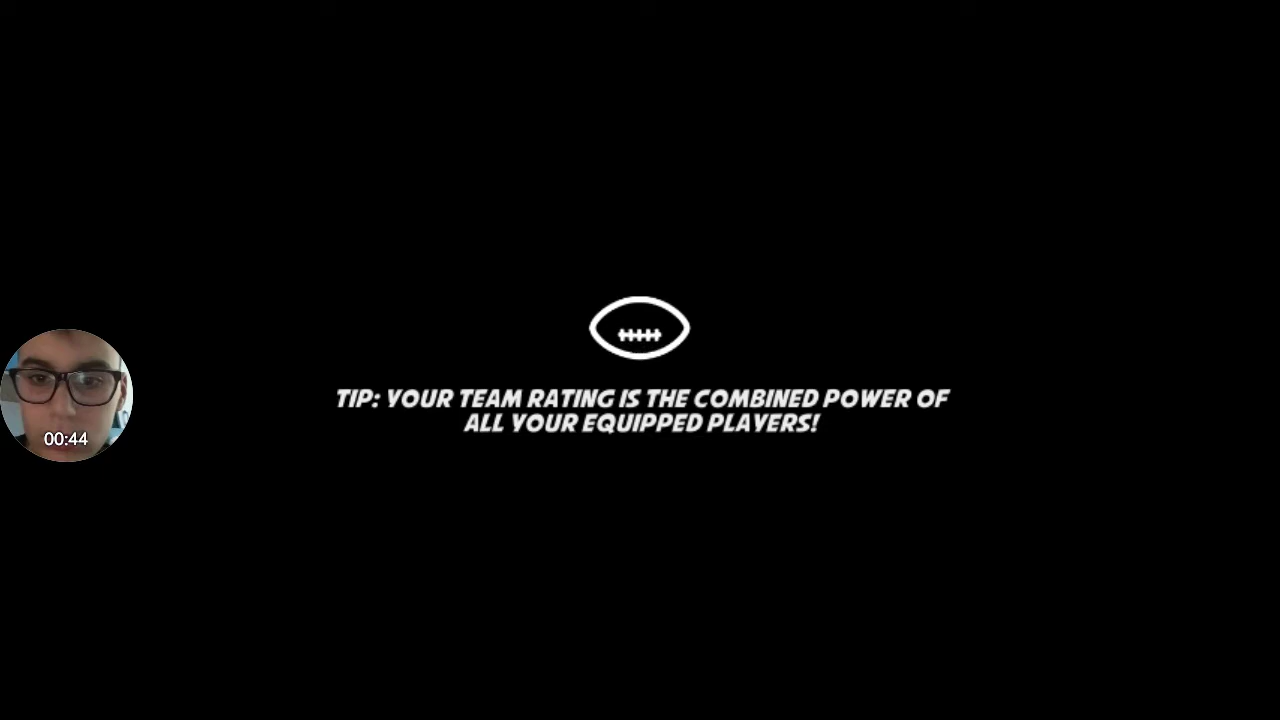 TIP: YOUR TEAM RATING IS THE COMBINED POWER OF
ALL YOUR EQUIPPED PLAYERS!
00:44